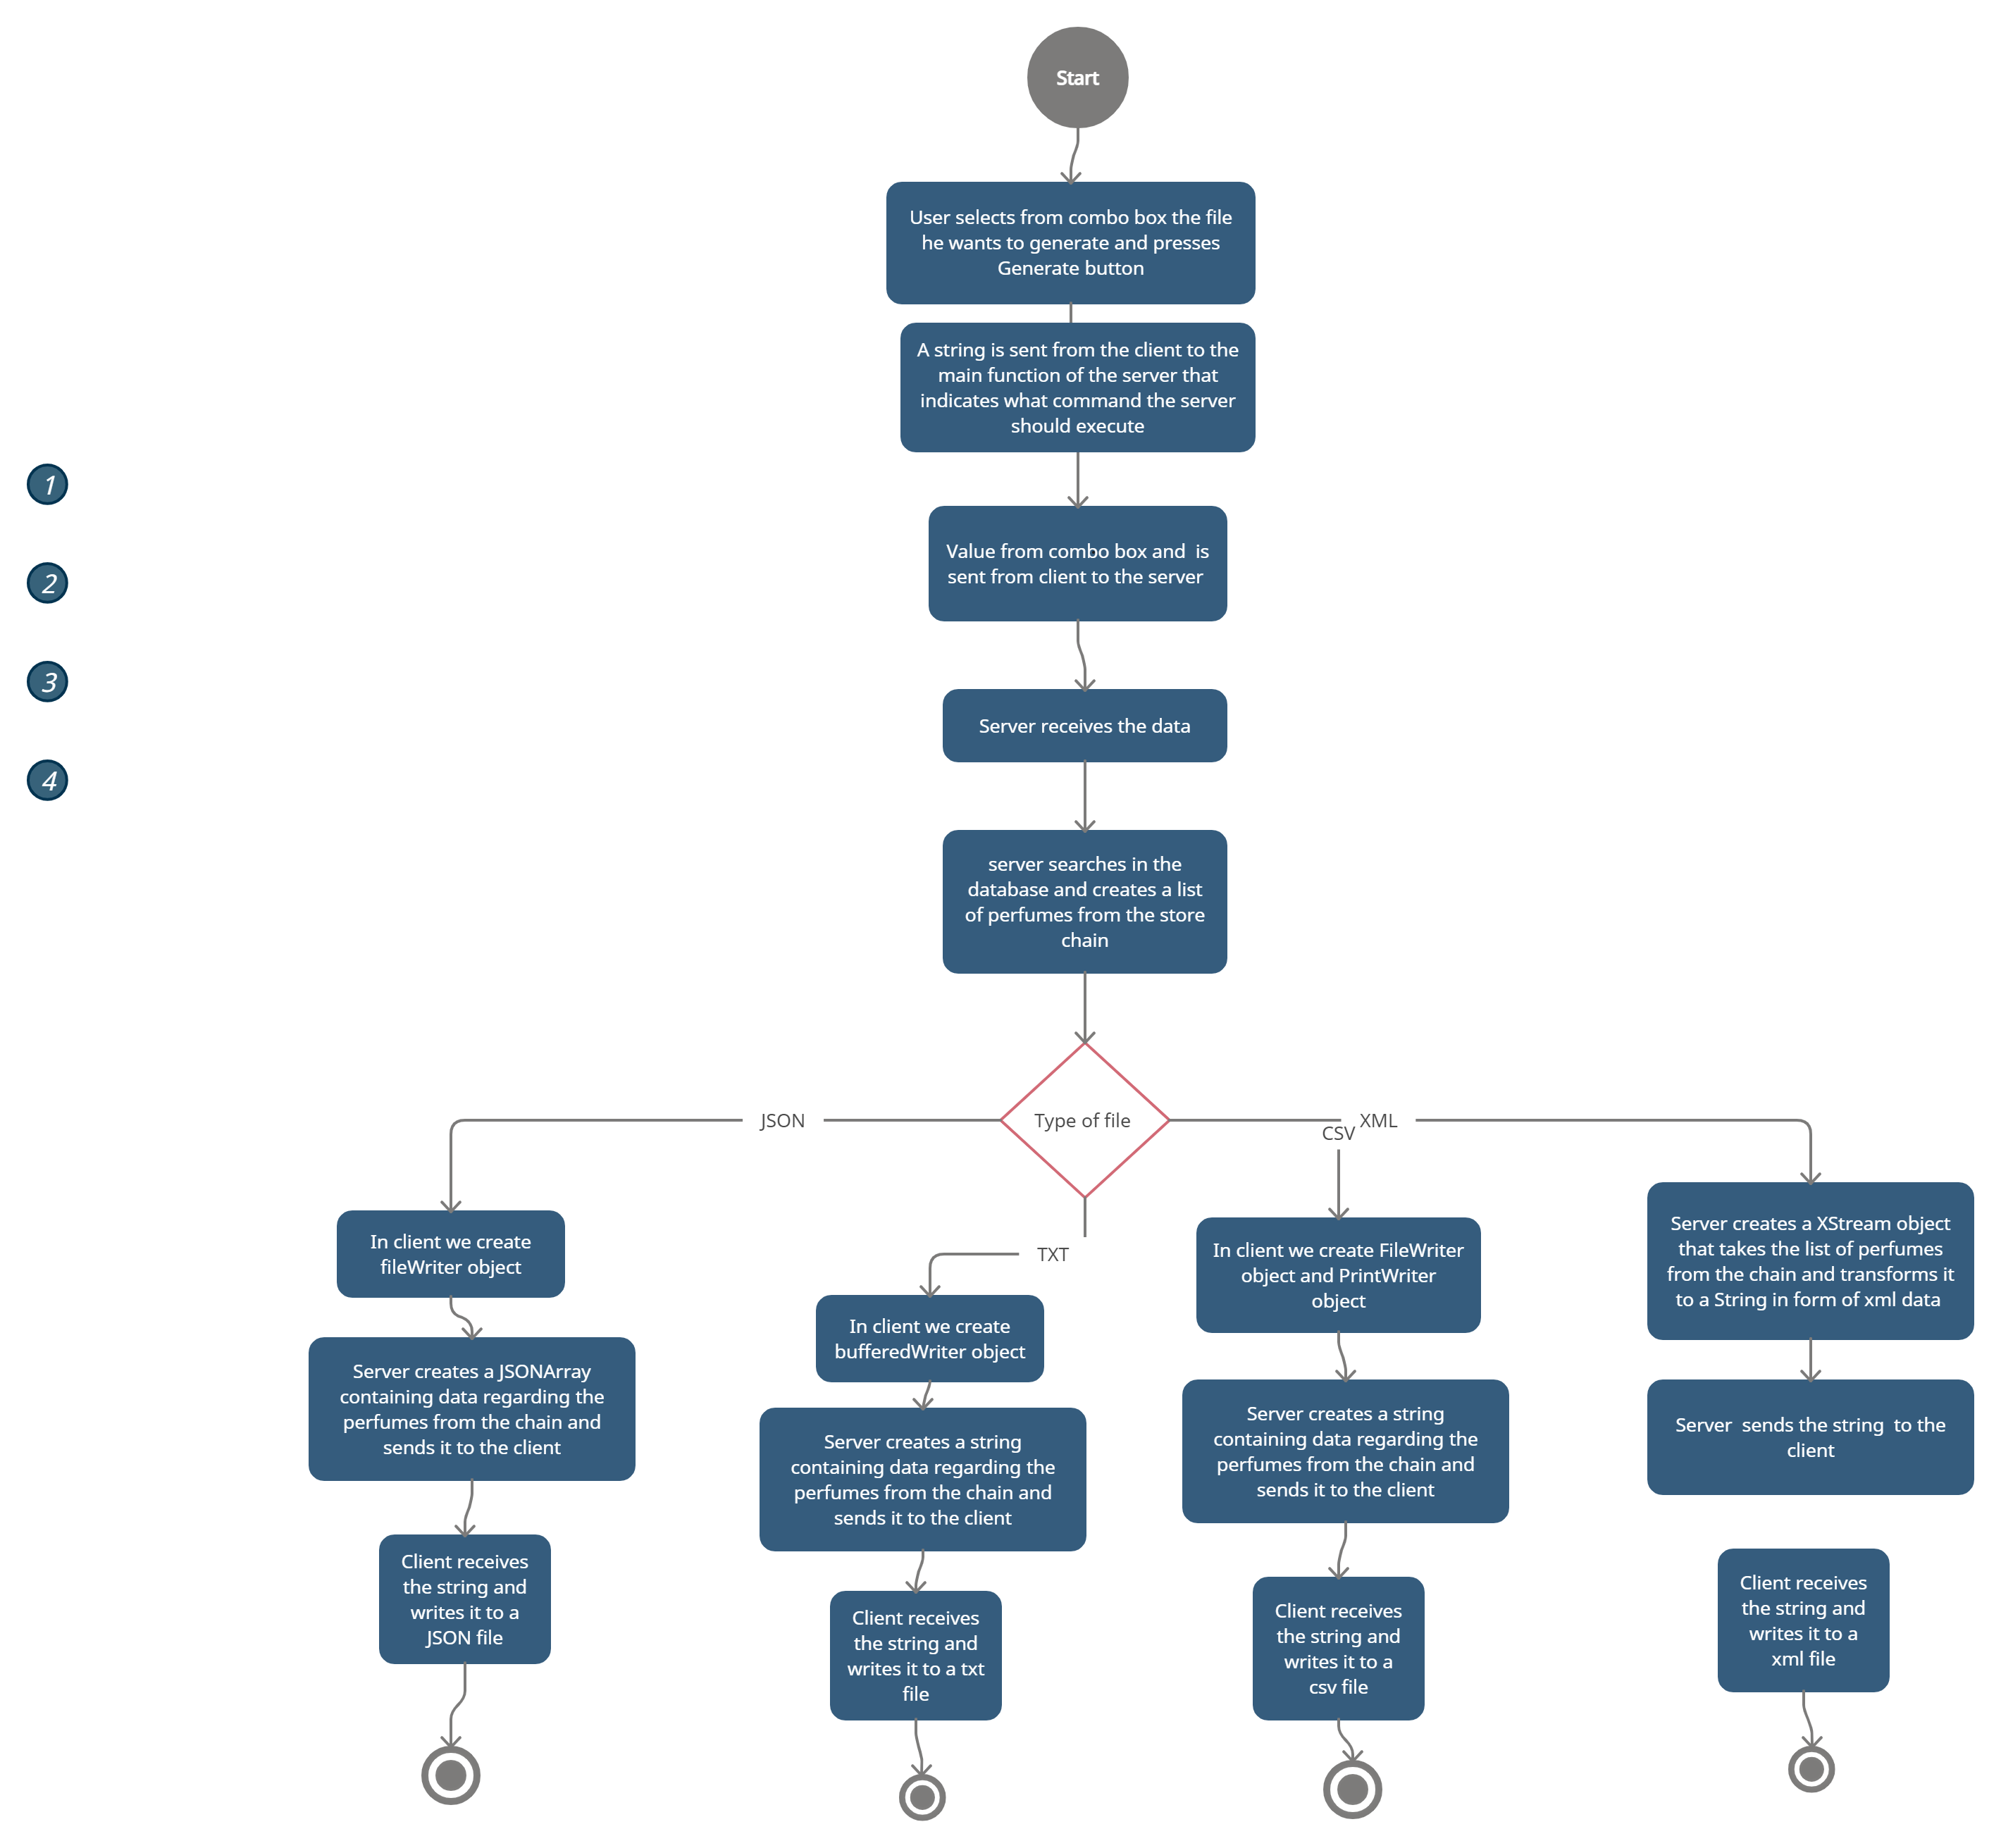 Start
User selects from combo box the file
he wants to generate and presses
Generate button
A string is sent from the client to the
main function of the server that
indicates what command the server
should execute
1
2
3
4
Value from combo box and  is
sent from client to the server
Server receives the data
server searches in the
database and creates a list
of perfumes from the store
chain
Type of file
JSON
TXT
CSV
XML
In client we create
fileWriter object
Server creates a JSONArray
containing data regarding the
perfumes from the chain and
sends it to the client
Client receives
the string and
writes it to a
JSON file
In client we create
bufferedWriter object
Server creates a string
containing data regarding the
perfumes from the chain and
sends it to the client
Client receives
the string and
writes it to a txt
file
In client we create FileWriter
object and PrintWriter
object
Server creates a string
containing data regarding the
perfumes from the chain and
sends it to the client
Client receives
the string and
writes it to a
csv file
Server creates a XStream object
that takes the list of perfumes
from the chain and transforms it
to a String in form of xml data
Server  sends the string  to the
client
Client receives
the string and
writes it to a
xml file